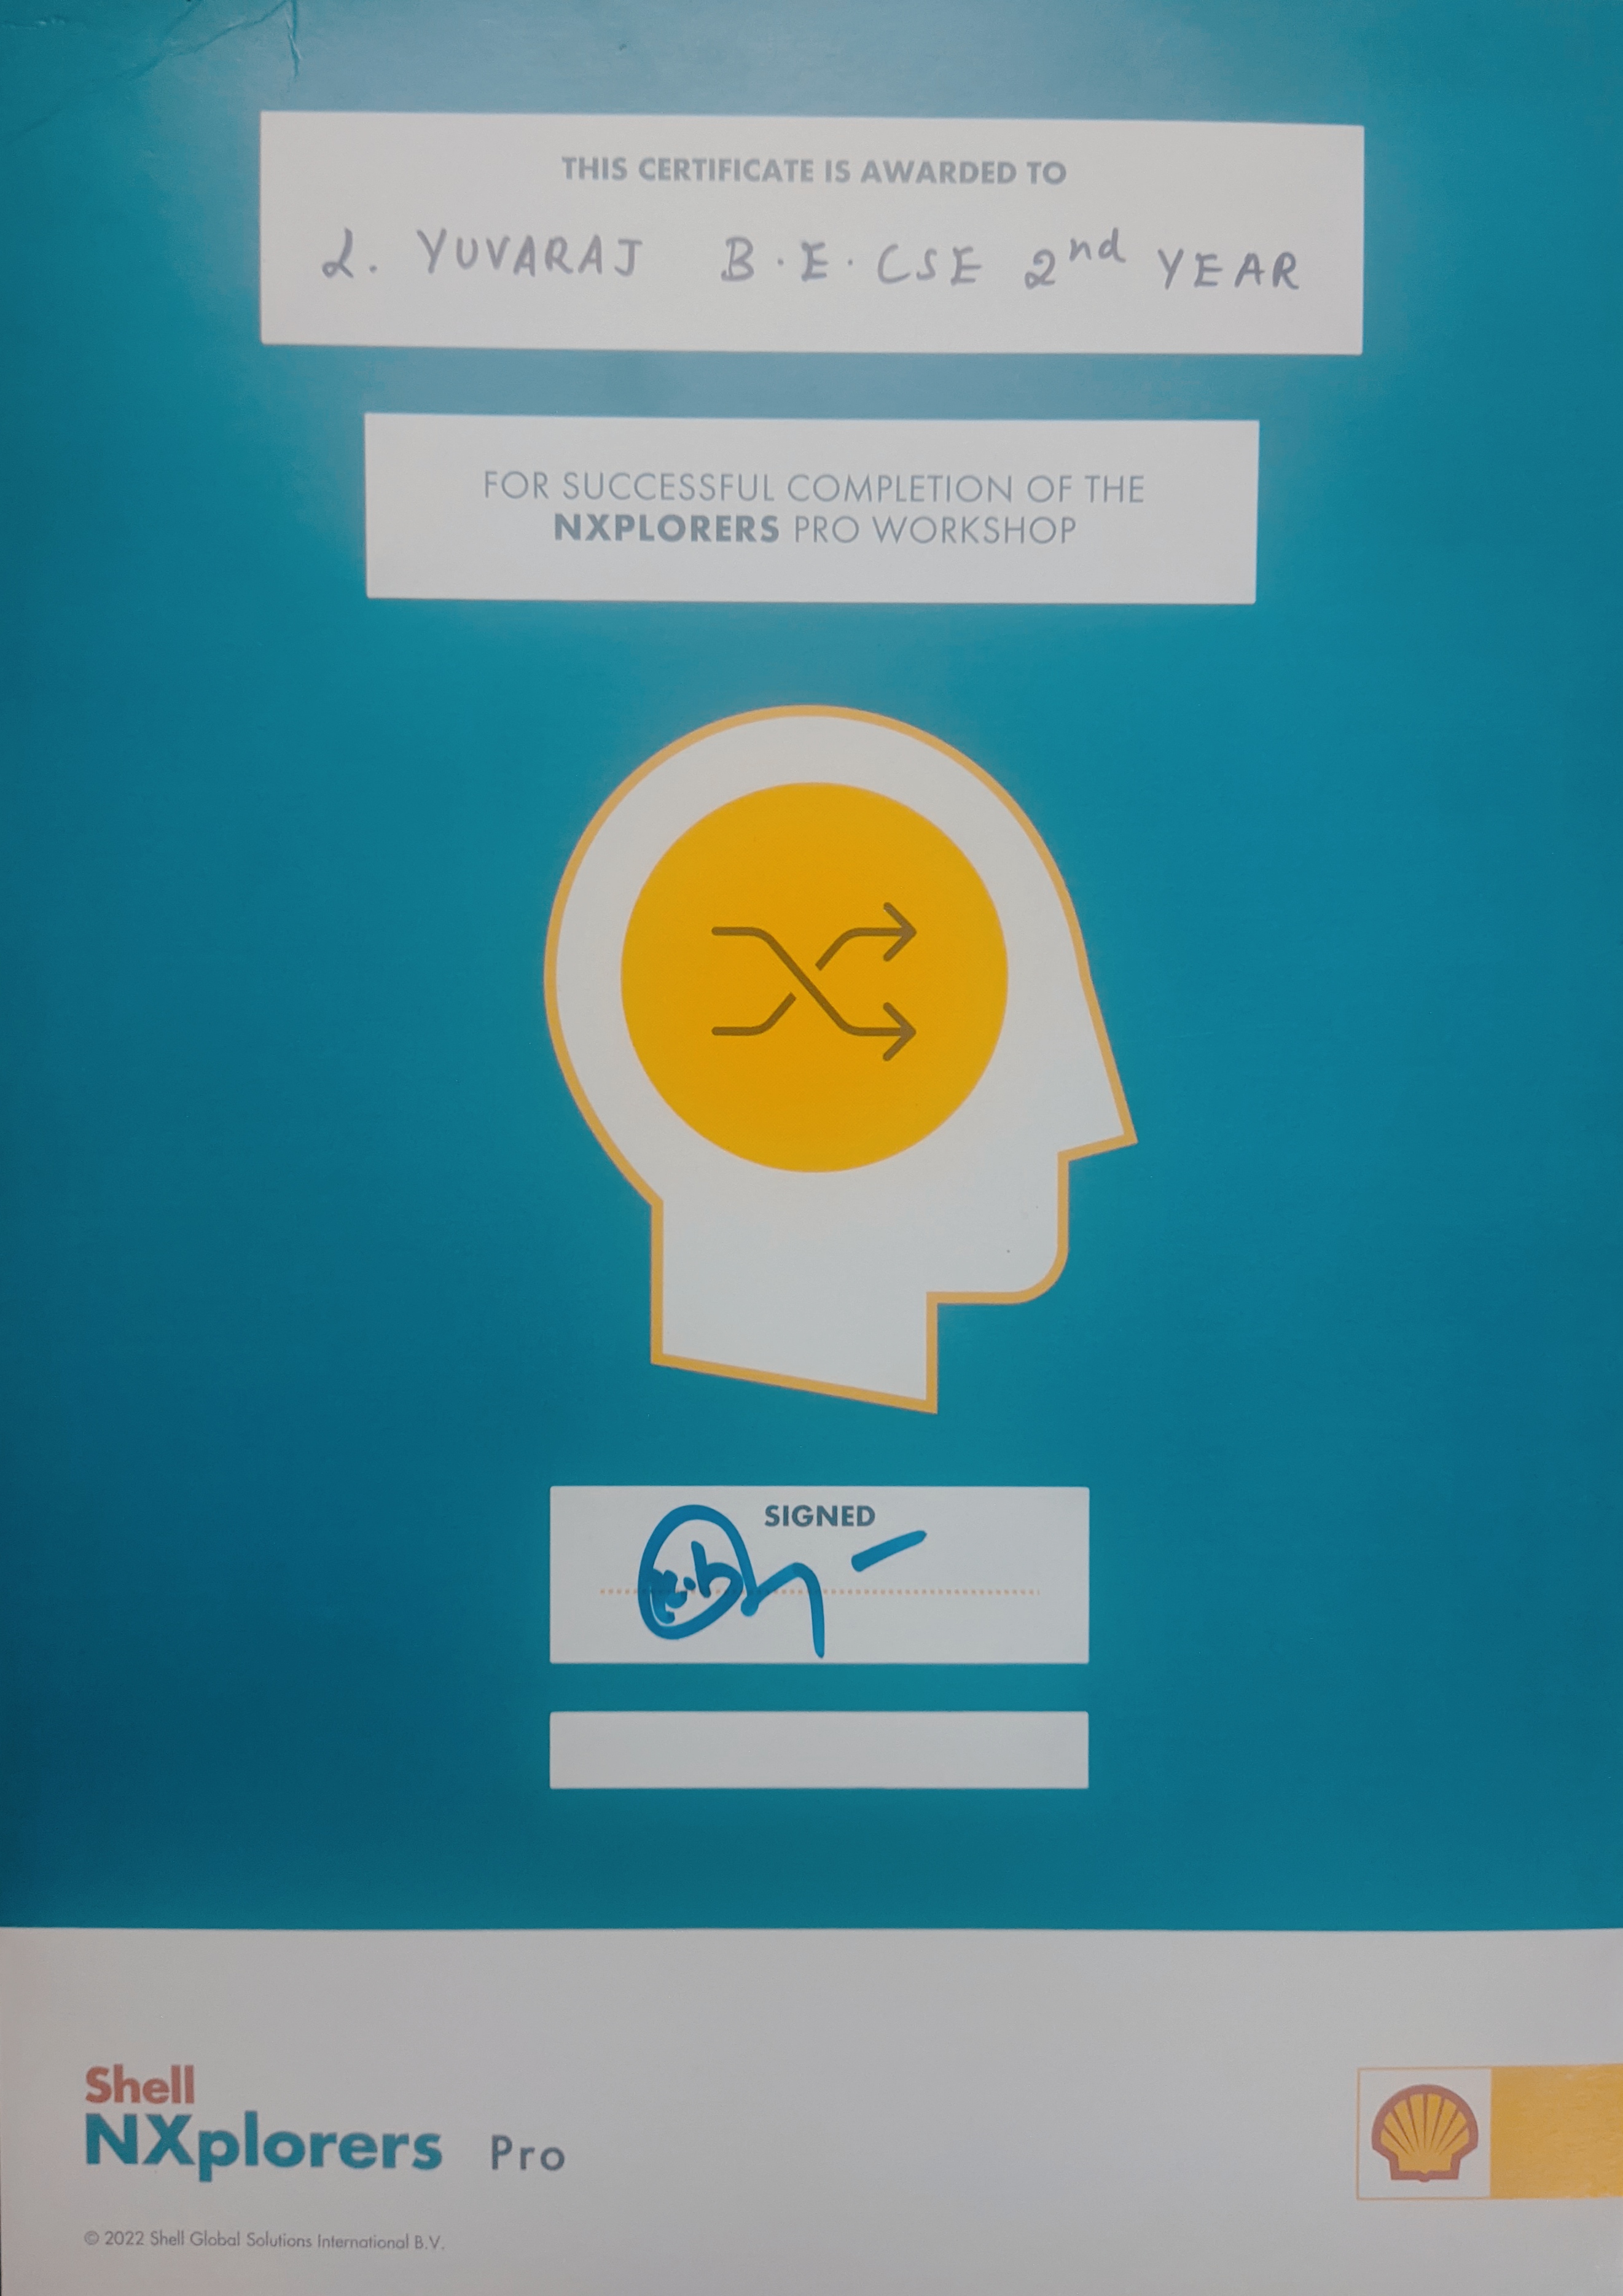 THIS CERTIFICATE IS AWARDED TO
L. YUVARAJ B.E. CSE 2nd YEAR
FOR SUCCESSFUL COMPLETION OF THE
NXPLORERS PRO WORKSHOP
SIGNED
Shell
NXplorers Pro
© 2022 Shell Global Solutions International B.V.